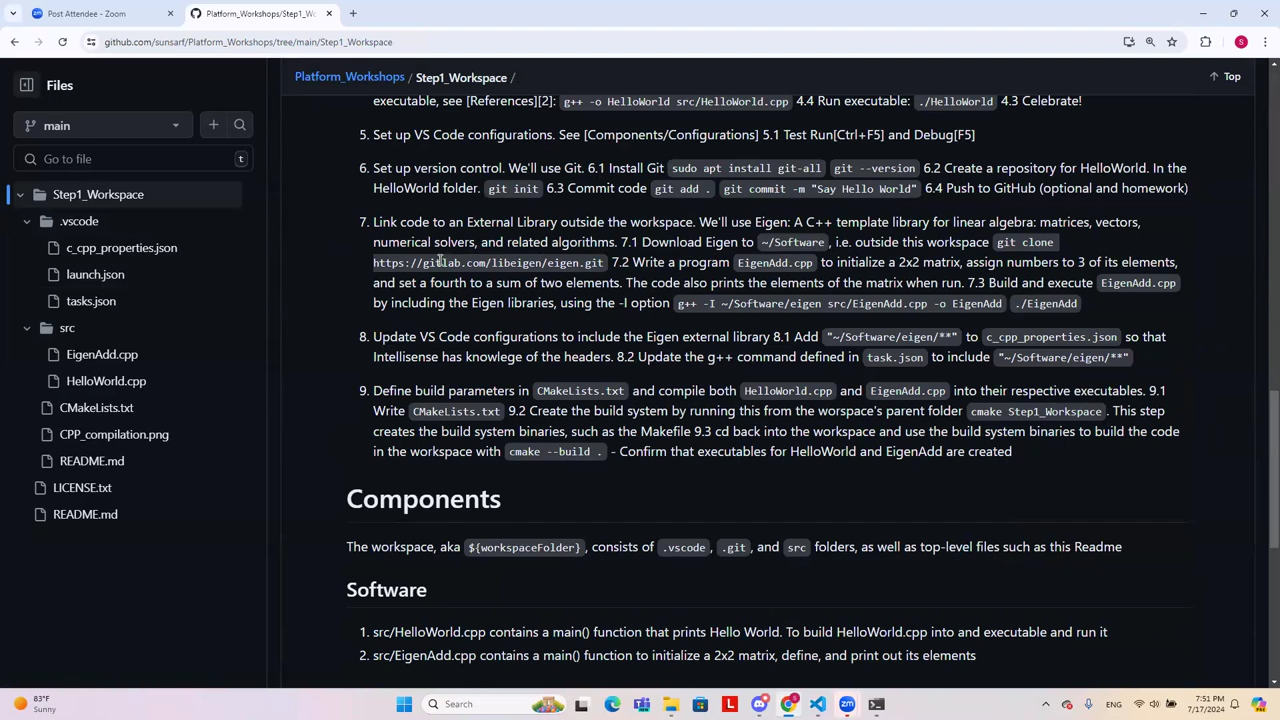 Post Attendee - Zoom
Platform_Workshops/Step1_Wo
github.com/sunsarf/Platform_Workshops/tree/main/Step1_Workspace
S
Files
Platform_Workshops / Step1_Workspace /
Top
main
Go to file
t
Step1_Workspace
.vscode
c_cpp_properties.json
launch.json
tasks.json
src
EigenAdd.cpp
HelloWorld.cpp
CMakeLists.txt
CPP_compilation.png
README.md
LICENSE.txt
README.md
executable, see [References][2]: g++ -o HelloWorld src/HelloWorld.cpp 4.4 Run executable: ./HelloWorld 4.3 Celebrate!
5. Set up VS Code configurations. See [Components/Configurations] 5.1 Test Run[Ctrl+F5] and Debug[F5]
6. Set up version control. We'll use Git. 6.1 Install Git sudo apt install git-all git --version 6.2 Create a repository for HelloWorld. In the
HelloWorld folder. git init 6.3 Commit code git add . git commit -m "Say Hello World" 6.4 Push to GitHub (optional and homework)
7. Link code to an External Library outside the workspace. We'll use Eigen: A C++ template library for linear algebra: matrices, vectors,
numerical solvers, and related algorithms. 7.1 Download Eigen to ~/Software, i.e. outside this workspace git clone
https://gitlab.com/libeigen/eigen.git 7.2 Write a program EigenAdd.cpp to initialize a 2x2 matrix, assign numbers to 3 of its elements,
and set a fourth to a sum of two elements. The code also prints the elements of the matrix when run. 7.3 Build and execute EigenAdd.cpp
by including the Eigen libraries, using the -I option g++ -I ~/Software/eigen src/EigenAdd.cpp -o EigenAdd ./EigenAdd
8. Update VS Code configurations to include the Eigen external library 8.1 Add "~/Software/eigen/**" to c_cpp_properties.json so that
Intellisense has knowlege of the headers. 8.2 Update the g++ command defined in task.json to include "~/Software/eigen/**"
9. Define build parameters in CMakeLists.txt and compile both HelloWorld.cpp and EigenAdd.cpp into their respective executables. 9.1
Write CMakeLists.txt 9.2 Create the build system by running this from the worspace's parent folder cmake Step1_Workspace. This step
creates the build system binaries, such as the Makefile 9.3 cd back into the workspace and use the build system binaries to build the code
in the workspace with cmake --build . - Confirm that executables for HelloWorld and EigenAdd are created
Components
The workspace, aka ${workspaceFolder}, consists of .vscode, .git, and src folders, as well as top-level files such as this Readme
Software
1. src/HelloWorld.cpp contains a main() function that prints Hello World. To build HelloWorld.cpp into and executable and run it
2. src/EigenAdd.cpp contains a main() function to initialize a 2x2 matrix, define, and print out its elements
83°F
Sunny
Search
ENG
7:51 PM
7/17/2024